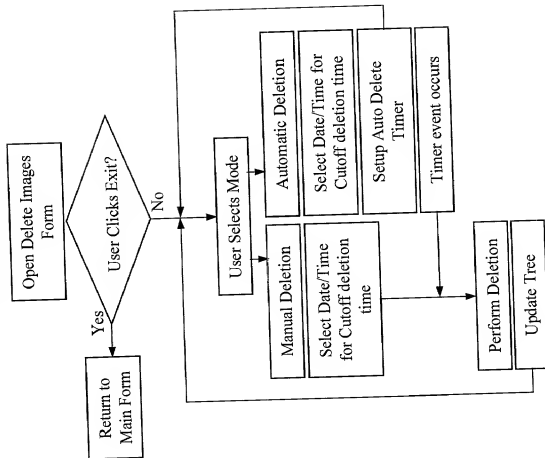 Open Delete Images
Form
User Clicks Exit?
Yes
No
Return to
Main Form
User Selects Mode
Manual Deletion
Select Date/Time
for Cutoff deletion
time
Automatic Deletion
Select Date/Time for
Cutoff deletion time
Setup Auto Delete
Timer
Timer event occurs
Perform Deletion
Update Tree